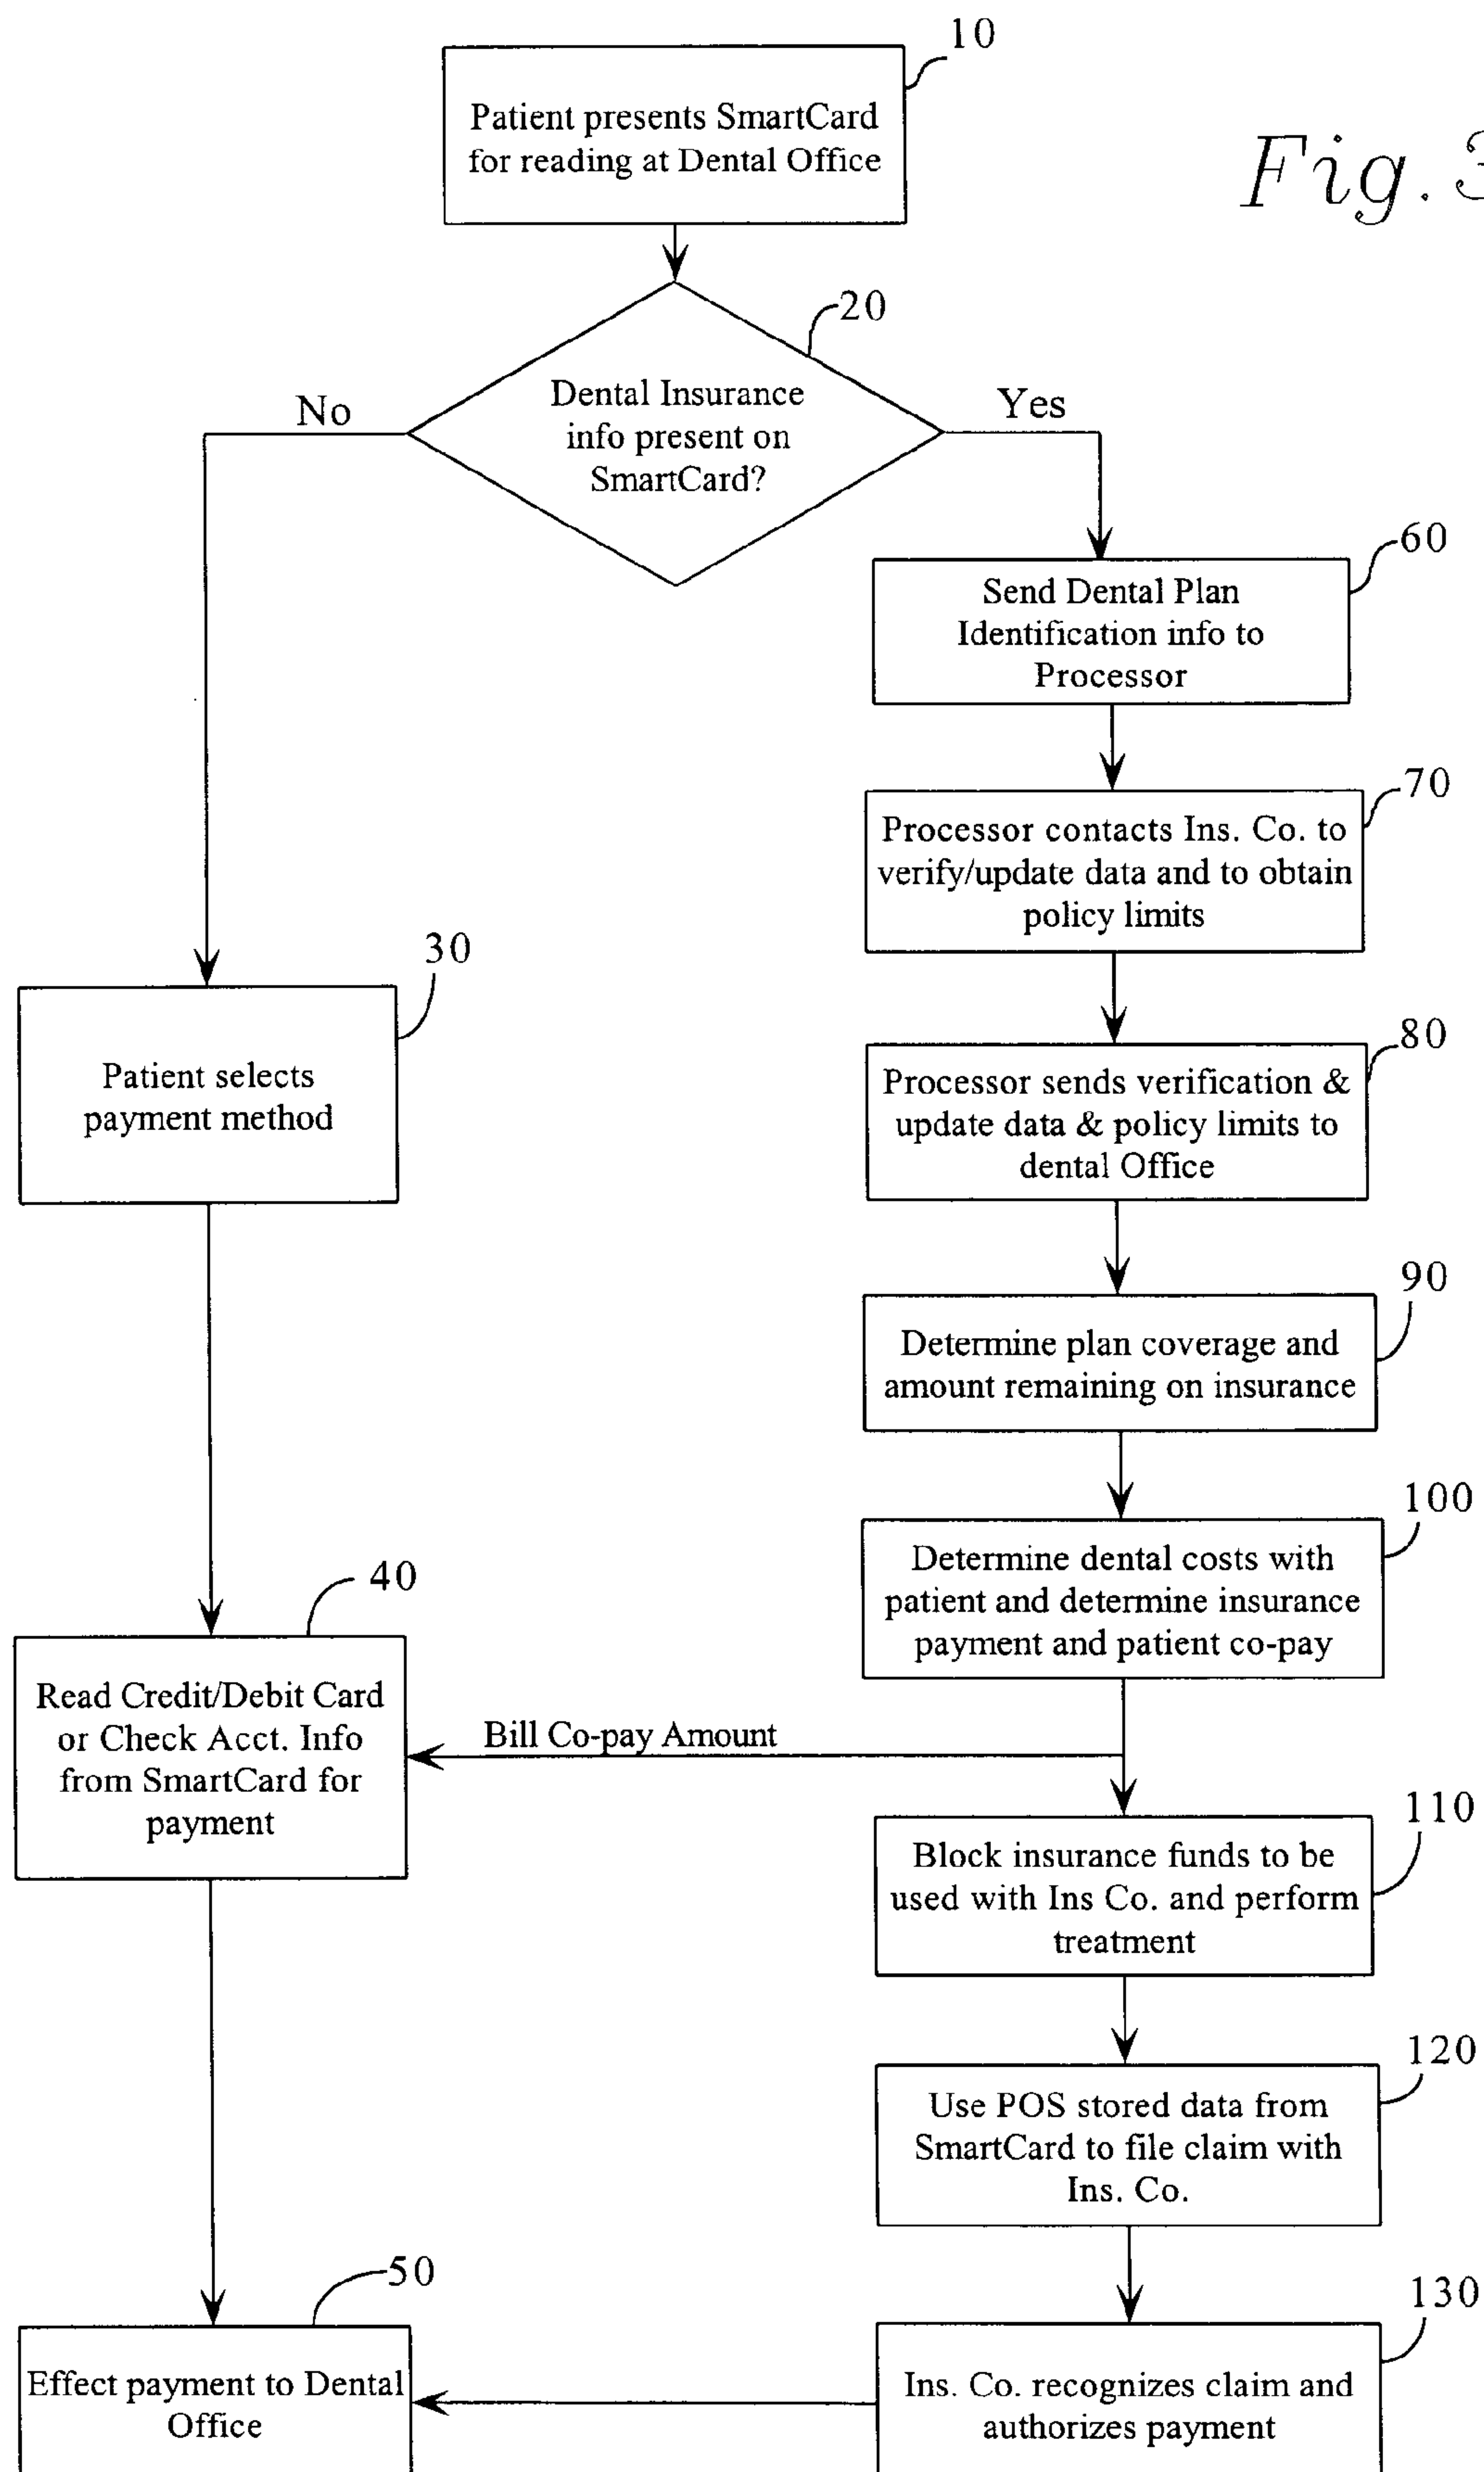 10
Patient presents SmartCard
for reading at Dental Office
Fig. 3
20
Dental Insurance
info present on
SmartCard?
No
Yes
60
Send Dental Plan
Identification info to
Processor
70
Processor contacts Ins. Co. to
verify/update data and to obtain
policy limits
30
Patient selects
payment method
80
Processor sends verification &
update data & policy limits to
dental Office
90
Determine plan coverage and
amount remaining on insurance
100
Determine dental costs with
patient and determine insurance
payment and patient co-pay
40
Read Credit/Debit Card
or Check Acct. Info
from SmartCard for
payment
Bill Co-pay Amount
110
Block insurance funds to be
used with Ins Co. and perform
treatment
120
Use POS stored data from
SmartCard to file claim with
Ins. Co.
50
Effect payment to Dental
Office
130
Ins. Co. recognizes claim and
authorizes payment